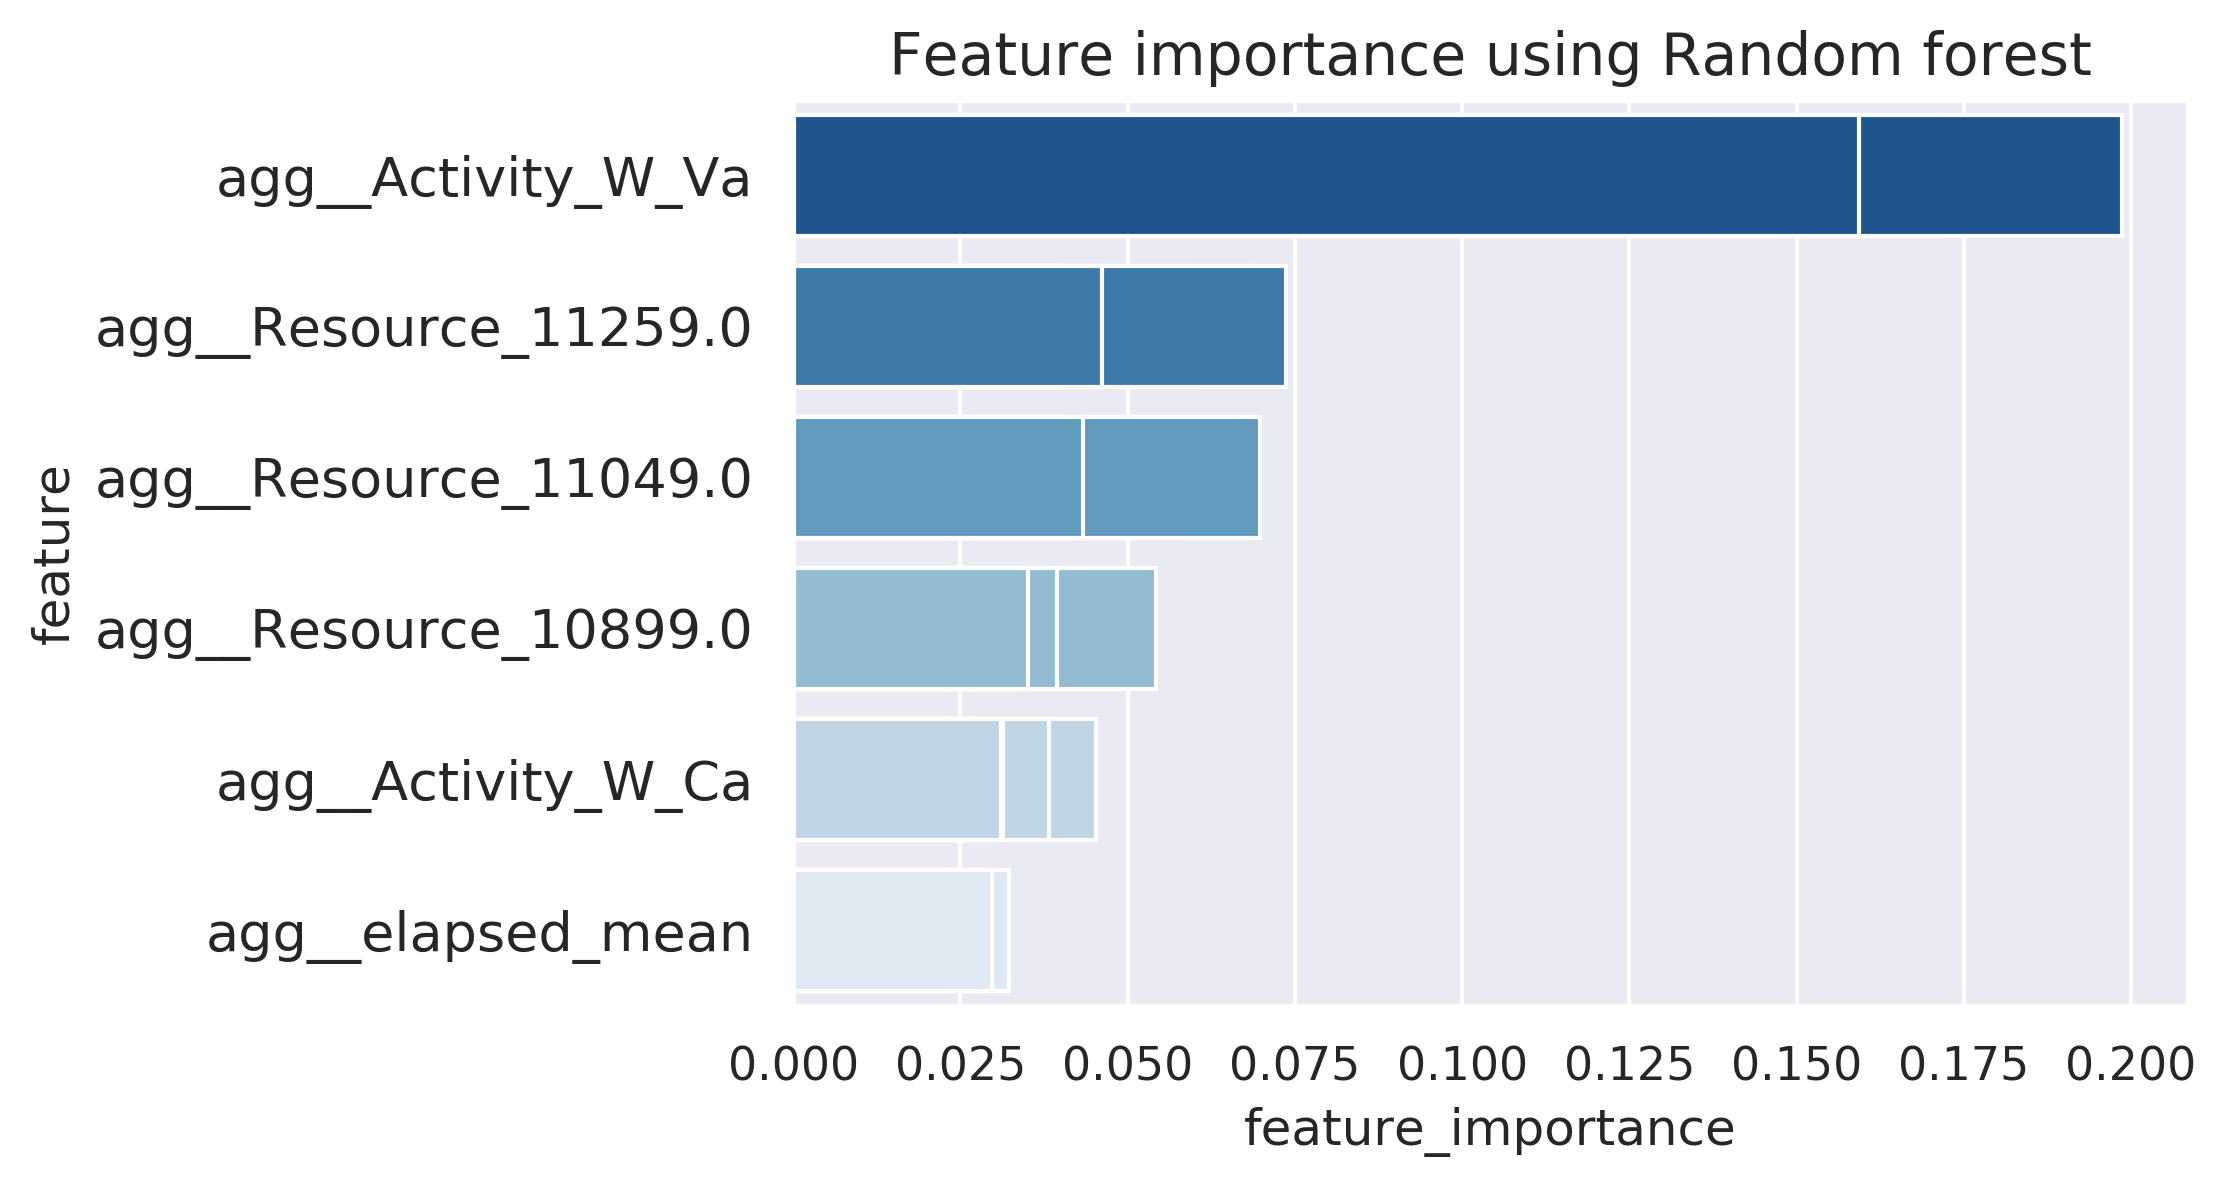 Feature importance using Random forest
agg__Activity_W_Va
agg__Resource_11259.0
agg__Resource_11049.0
agg__Resource_10899.0
agg__Activity_W_Ca
agg__elapsed_mean
feature
0.000 0.025 0.050 0.075 0.100 0.125 0.150 0.175 0.200
feature_importance